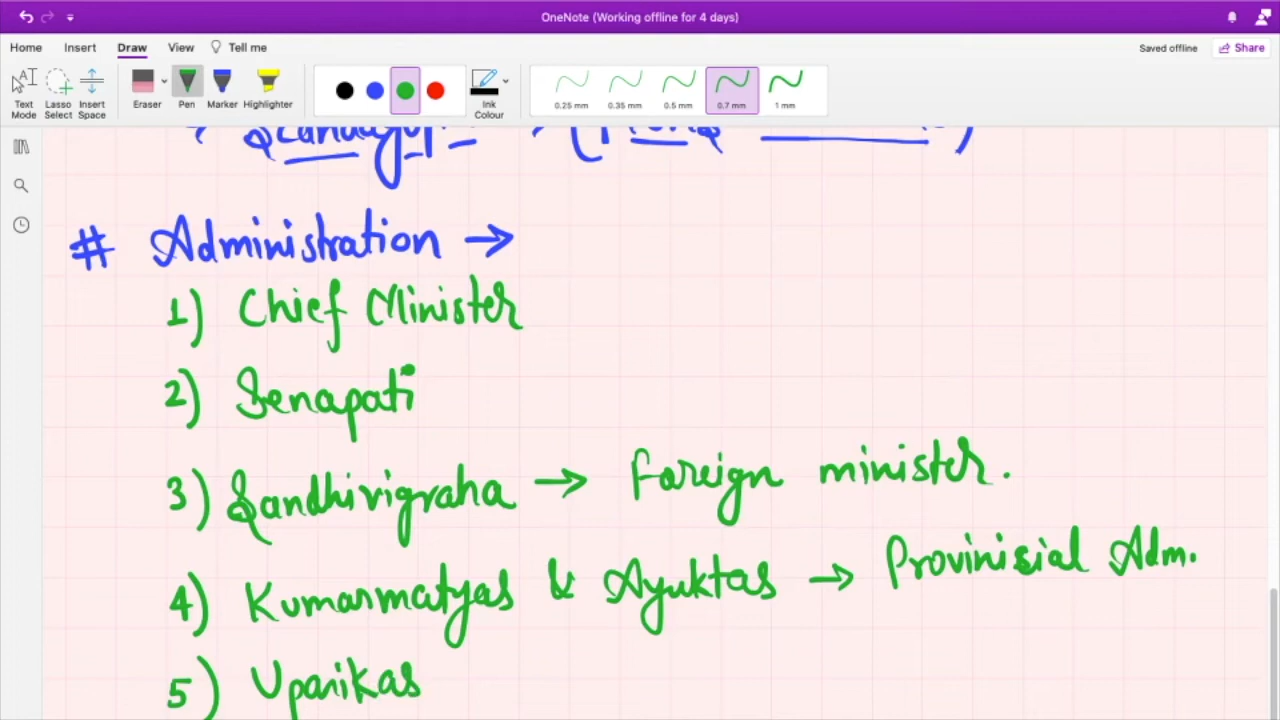 OneNote (Working offline for 4 days)
Home Insert Draw View Tell me
Saved offline Share
Text Mode
Lasso Select
Insert Space
Eraser
Pen
Marker
Highlighter
Ink Colour
0.25 mm
0.35 mm
0.5 mm
0.7 mm
1 mm
# Administration →
1) Chief Minister
2) Senapati
3) Sandhivigraha → Foreign minister.
4) Kumarmatyas & Ayuktas → Provinicial Adm.
5) Uparikas